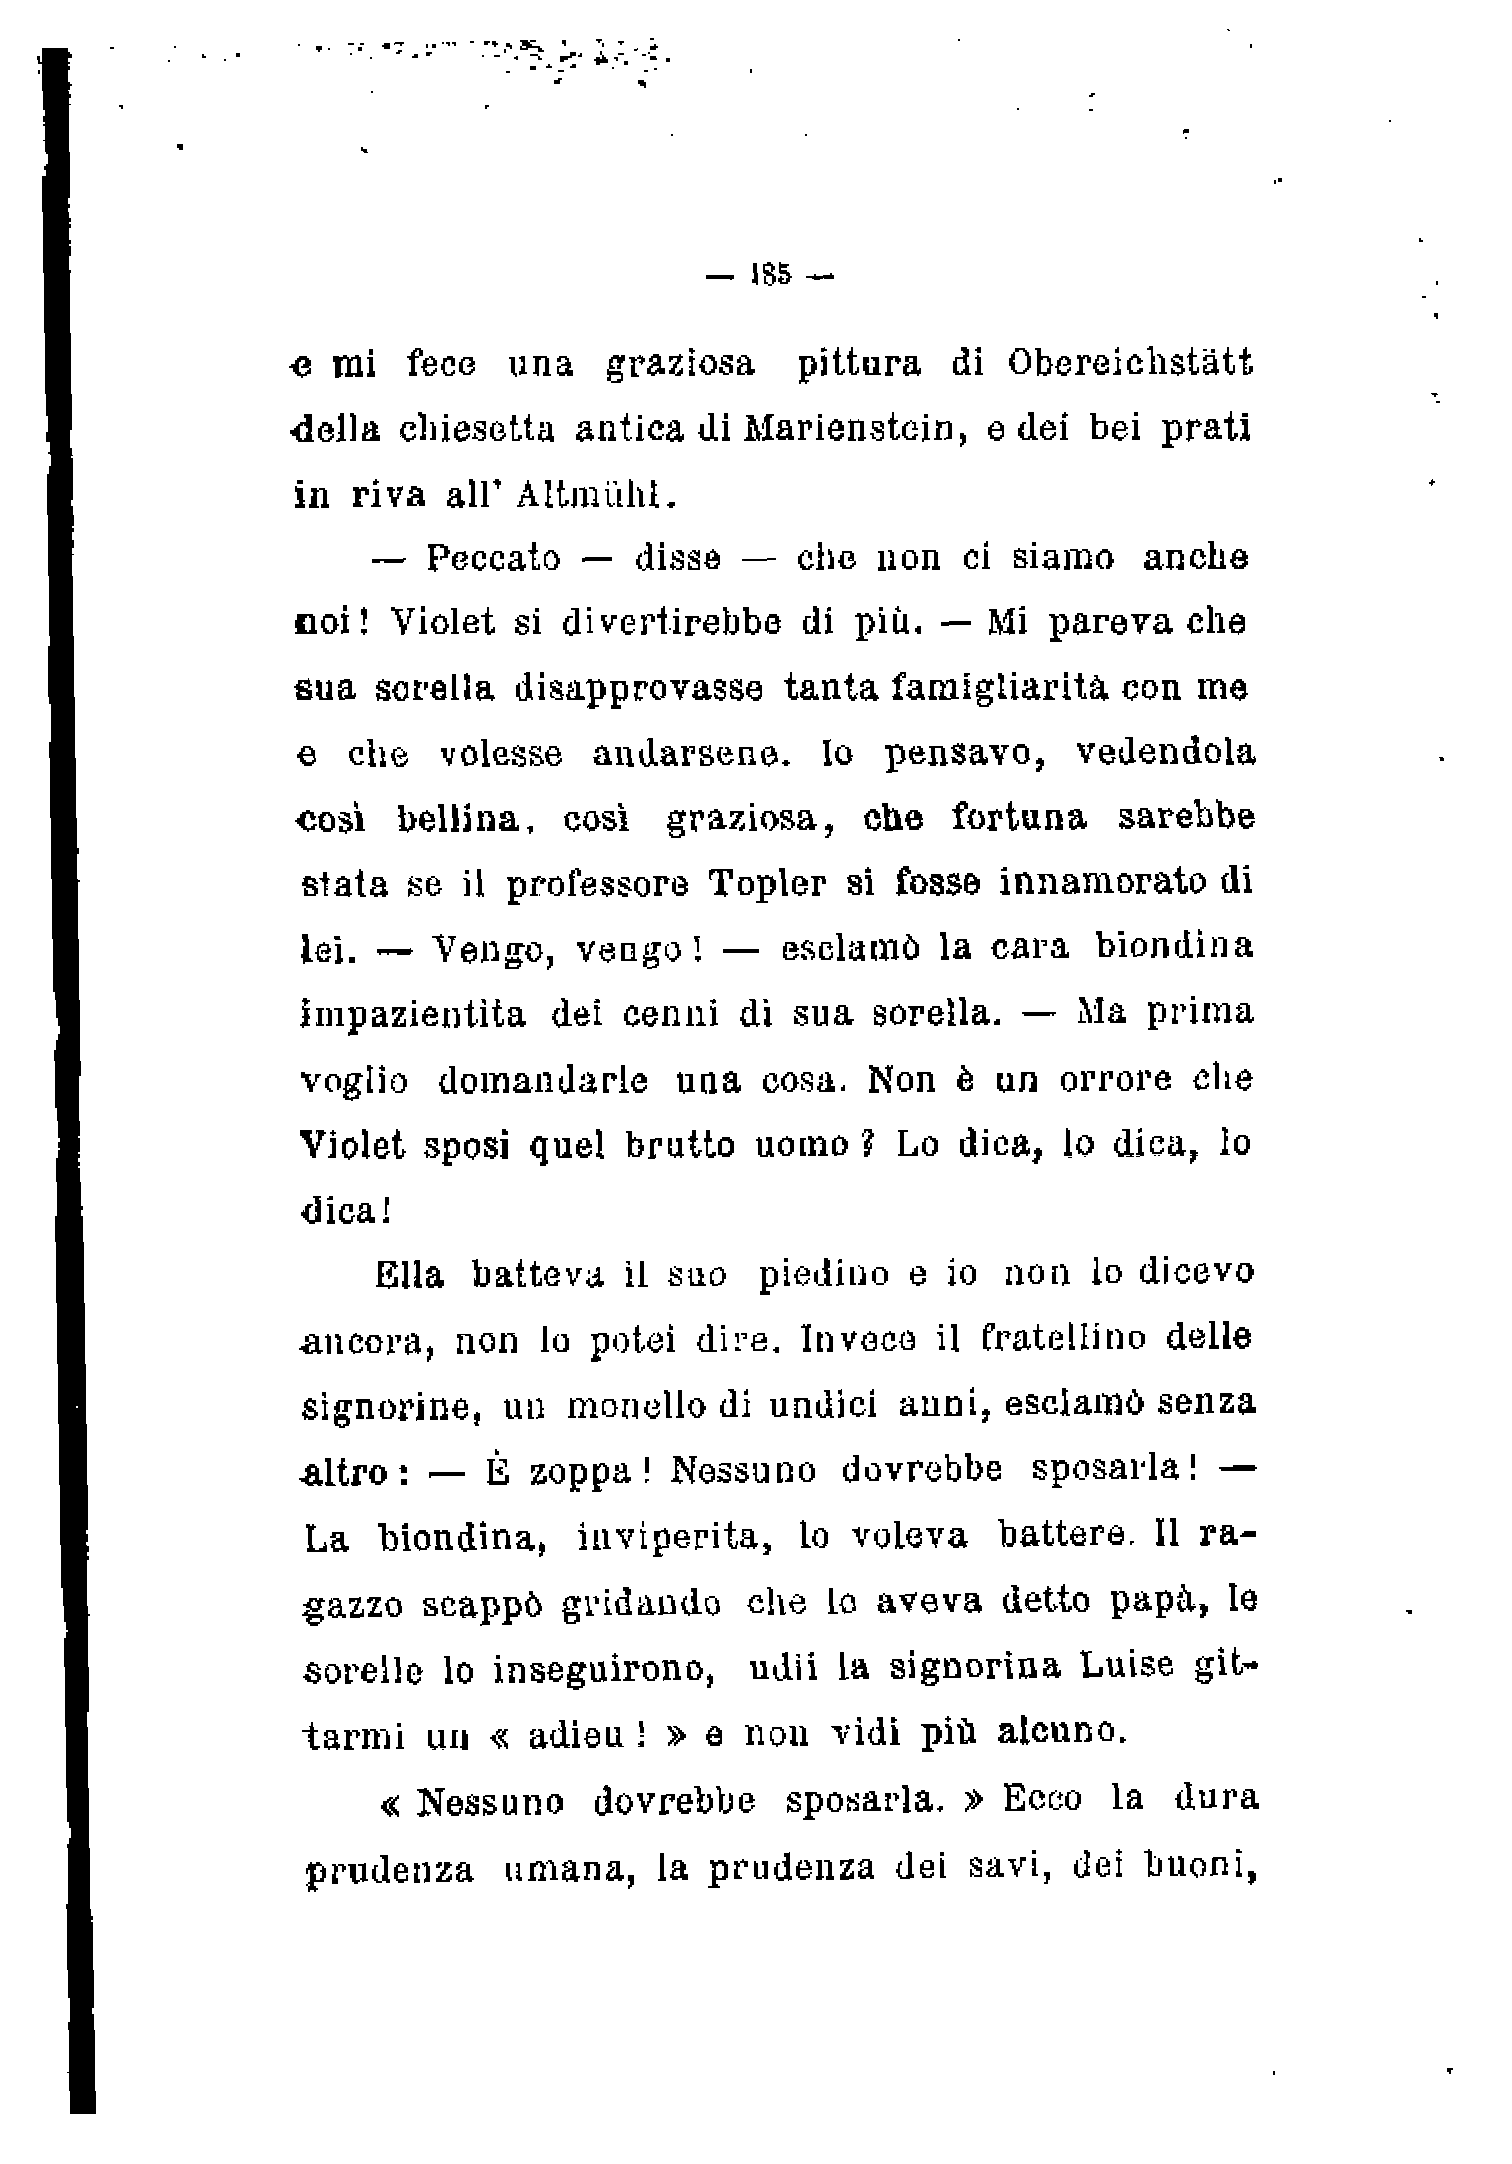 — 185 —
e mi fece una graziosa pittura di Obereichstätt
della chiesetta antica di Marienstein, e dei bei prati
in riva all' Altmühl.
— Peccato — disse — che non ci siamo anche
noi! Violet si divertirebbe di più. — Mi pareva che
sua sorella disapprovasse tanta famigliarità con me
e che volesse andarsene. Io pensavo, vedendola
così bellina, così graziosa, che fortuna sarebbe
stata se il professore Topler si fosse innamorato di
lei. — Vengo, vengo! — esclamò la cara biondina
impazientita dei cenni di sua sorella. — Ma prima
voglio domandarle una cosa. Non è un orrore che
Violet sposi quel brutto uomo? Lo dica, lo dica, lo
dica!
Ella batteva il suo piedino e io non lo dicevo
ancora, non lo potei dire. Invece il fratellino delle
signorine, un monello di undici anni, esclamò senza
altro: — È zoppa! Nessuno dovrebbe sposarla! —
La biondina, inviperita, lo voleva battere. Il ra-
gazzo scappò gridando che lo aveva detto papà, le
sorelle lo inseguirono, udii la signorina Luise git-
tarmi un « adieu! » e non vidi più alcuno.
« Nessuno dovrebbe sposarla. » Ecco la dura
prudenza umana, la prudenza dei savi, dei buoni,